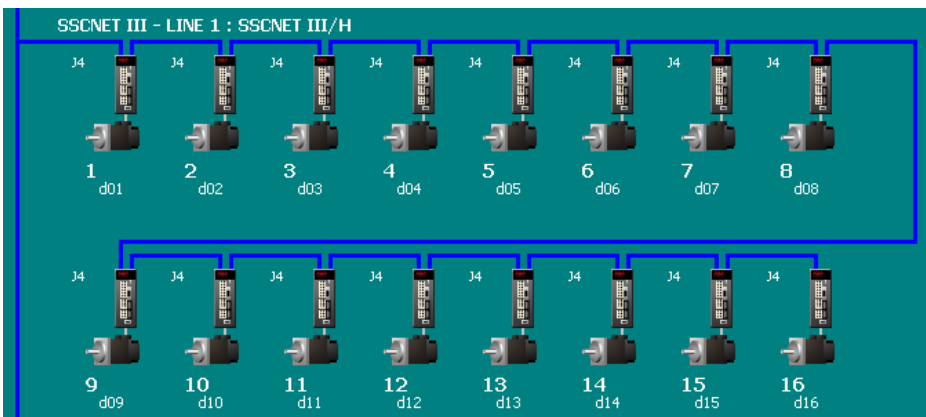 SSCNET III - LINE 1 : SSCNET III/H
J4 J4 J4 J4 J4 J4 J4 J4
1 2 3 4 5 6 7 8
d01 d02 d03 d04 d05 d06 d07 d08
J4 J4 J4 J4 J4 J4 J4 J4
9 10 11 12 13 14 15 16
d09 d10 d11 d12 d13 d14 d15 d16